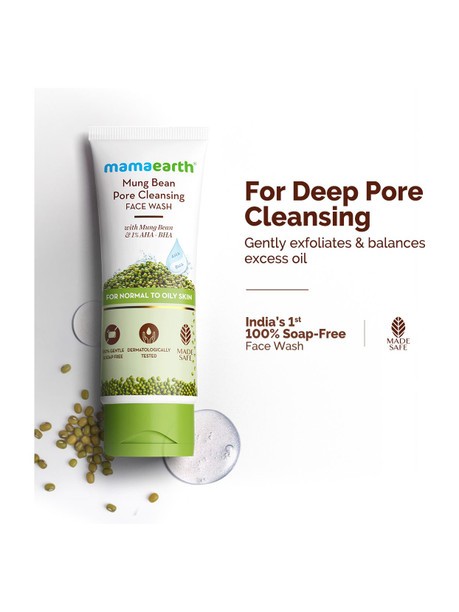 mamaearth
Mung Bean
Pore Cleansing
FACE WASH
with Mung Bean
& 1% AHA - BHA
FOR NORMAL TO OILY SKIN
DERMATOLOGICALLY
TESTED
MADE
SAFE
For Deep Pore
Cleansing
Gently exfoliates & balances
excess oil
India's 1st
100% Soap-Free
Face Wash
MADE
SAFE